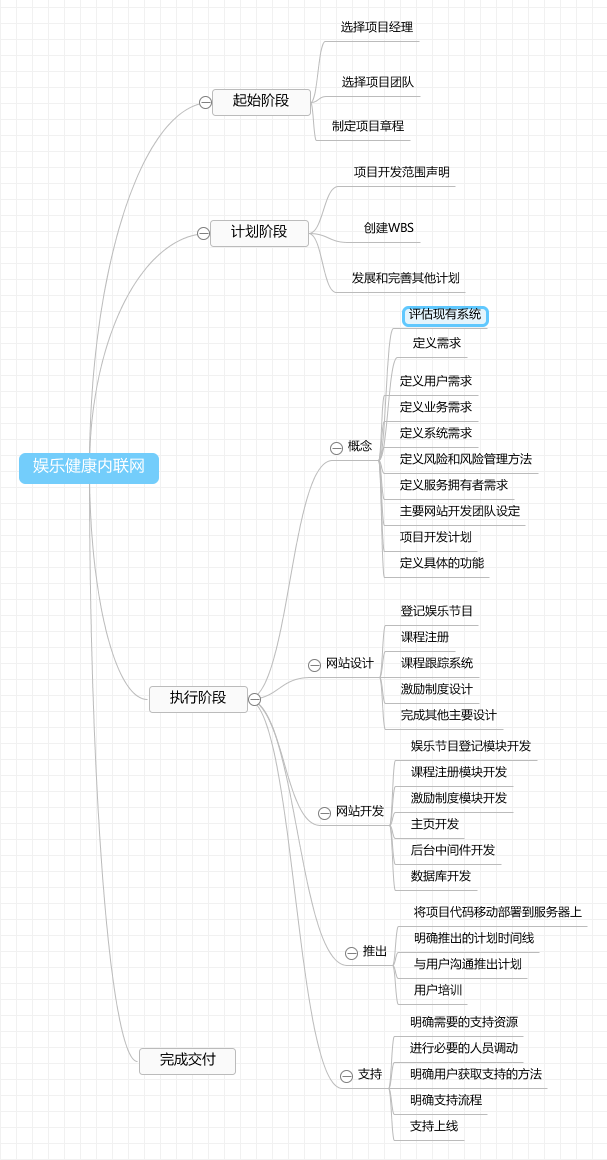 娱乐健康内联网
起始阶段
选择项目经理
选择项目团队
制定项目章程
计划阶段
项目开发范围声明
创建WBS
发展和完善其他计划
执行阶段
概念
评估现有系统
定义需求
定义用户需求
定义业务需求
定义系统需求
定义风险和风险管理方法
定义服务拥有者需求
主要网站开发团队设定
项目开发计划
定义具体的功能
网站设计
登记娱乐节目
课程注册
课程跟踪系统
激励制度设计
完成其他主要设计
网站开发
娱乐节目登记模块开发
课程注册模块开发
激励制度模块开发
主页开发
后台中间件开发
数据库开发
推出
将项目代码移动部署到服务器上
明确推出的计划时间线
与用户沟通推出计划
用户培训
支持
明确需要的支持资源
进行必要的人员调动
明确用户获取支持的方法
明确支持流程
支持上线
完成交付